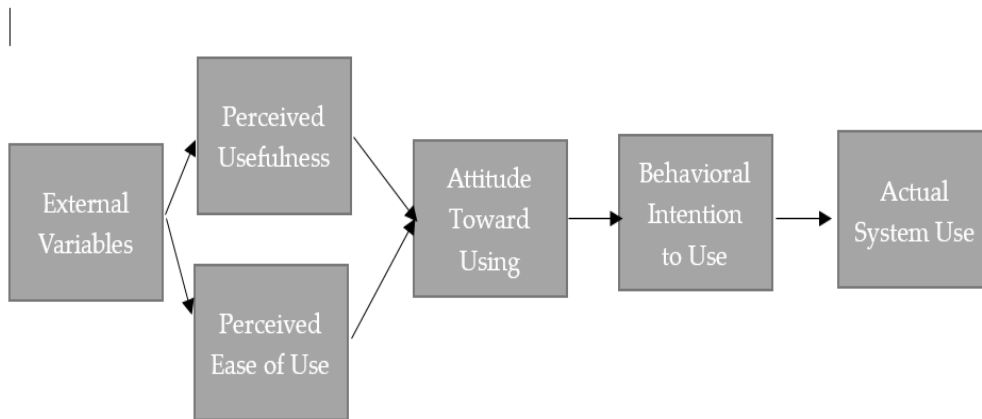 External
Variables
Perceived
Usefulness
Perceived
Ease of Use
Attitude
Toward
Using
Behavioral
Intention
to Use
Actual
System Use